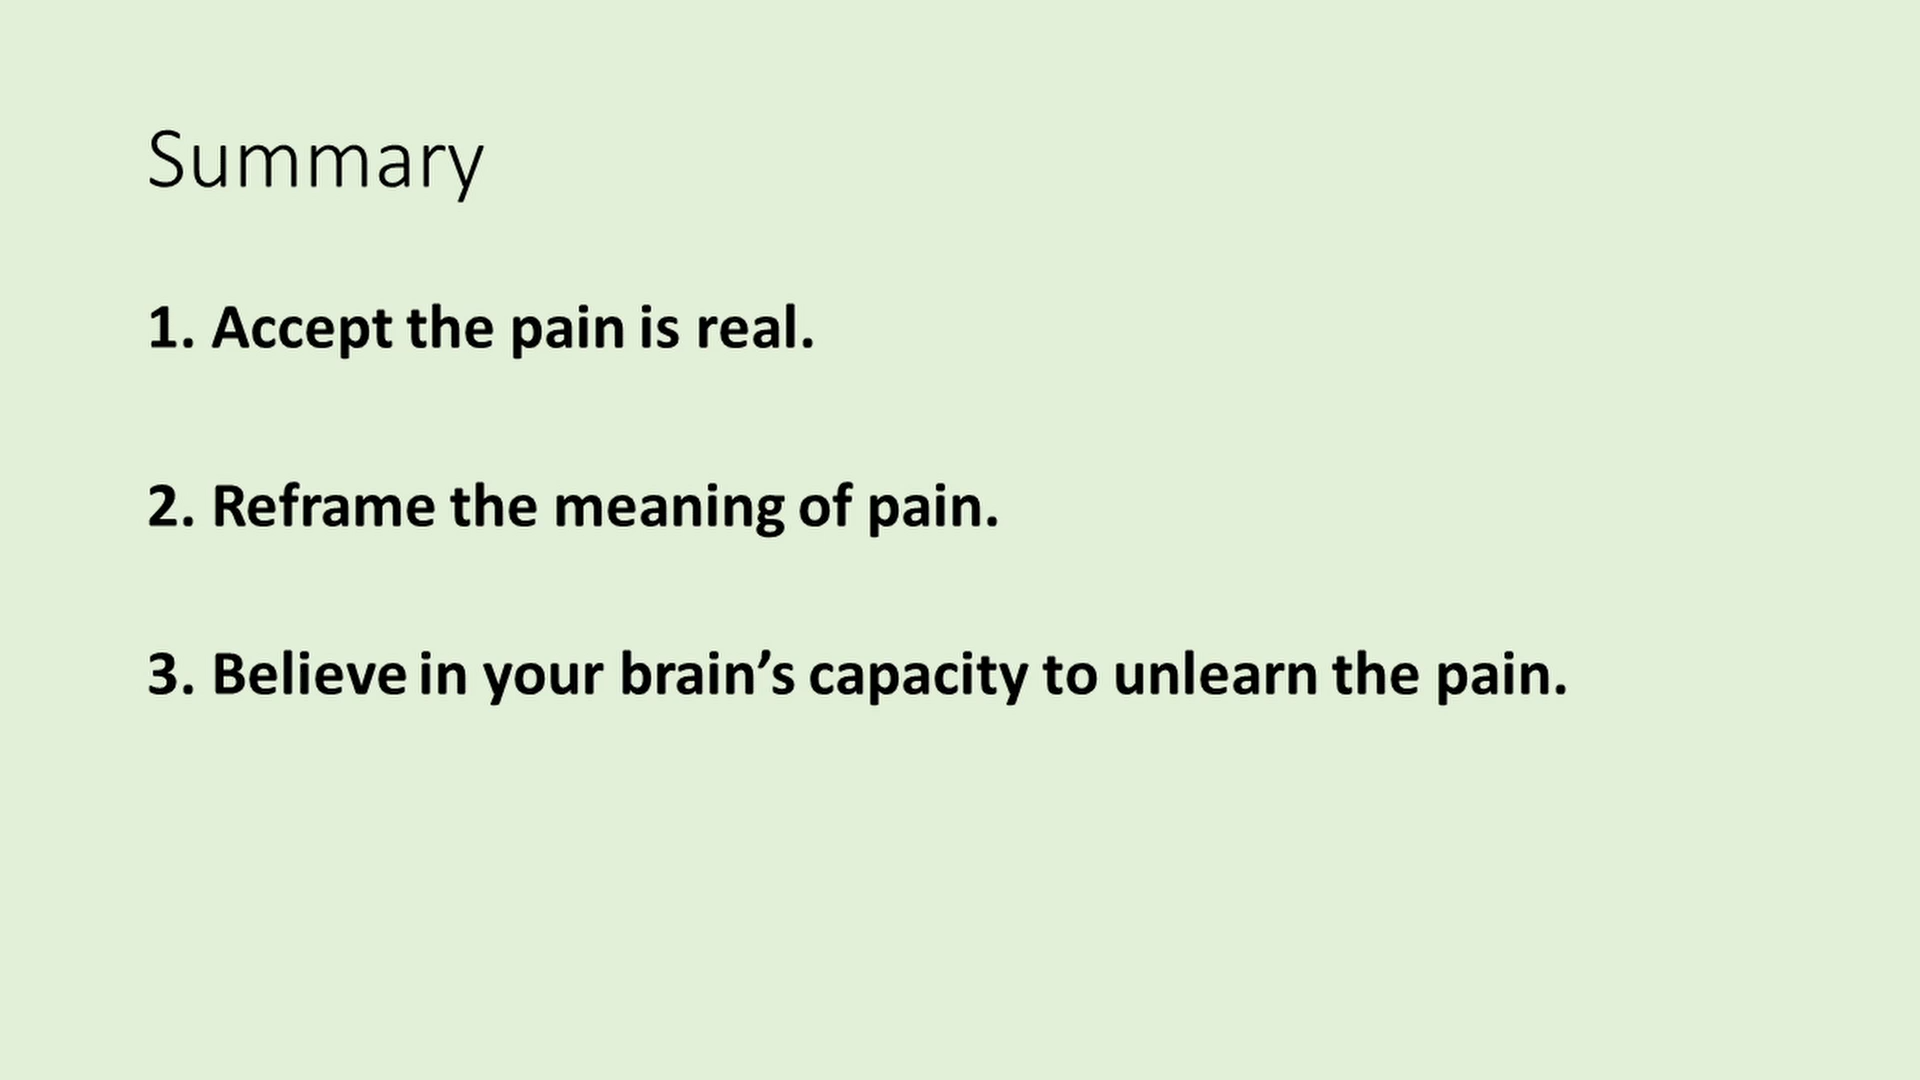 Summary
1. Accept the pain is real.
2. Reframe the meaning of pain.
3. Believe in your brain’s capacity to unlearn the pain.